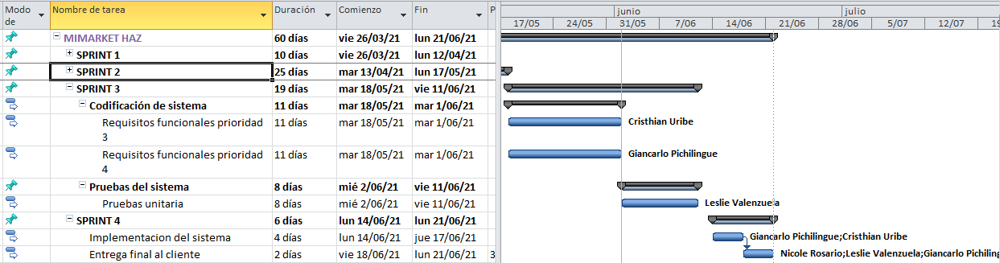 Modo de Nombre de tarea Duración Comienzo Fin P
junio julio
17/05 24/05 31/05 7/06 14/06 21/06 28/06 5/07 12/07 19
MIMARKET HAZ 60 días vie 26/03/21 lun 21/06/21
SPRINT 1 10 días vie 26/03/21 lun 12/04/21
SPRINT 2 25 días mar 13/04/21 lun 17/05/21
SPRINT 3 19 días mar 18/05/21 vie 11/06/21
Codificación de sistema 11 días mar 18/05/21 mar 1/06/21
Requisitos funcionales prioridad 3 11 días mar 18/05/21 mar 1/06/21 Cristhian Uribe
Requisitos funcionales prioridad 4 11 días mar 18/05/21 mar 1/06/21 Giancarlo Pichilingue
Pruebas del sistema 8 días mié 2/06/21 vie 11/06/21
Pruebas unitaria 8 días mié 2/06/21 vie 11/06/21 Leslie Valenzuela
SPRINT 4 6 días lun 14/06/21 lun 21/06/21
Implementacion del sistema 4 días lun 14/06/21 jue 17/06/21 Giancarlo Pichilingue;Cristhian Uribe
Entrega final al cliente 2 días vie 18/06/21 lun 21/06/21 3 Nicole Rosario;Leslie Valenzuela;Giancarlo Pichiling